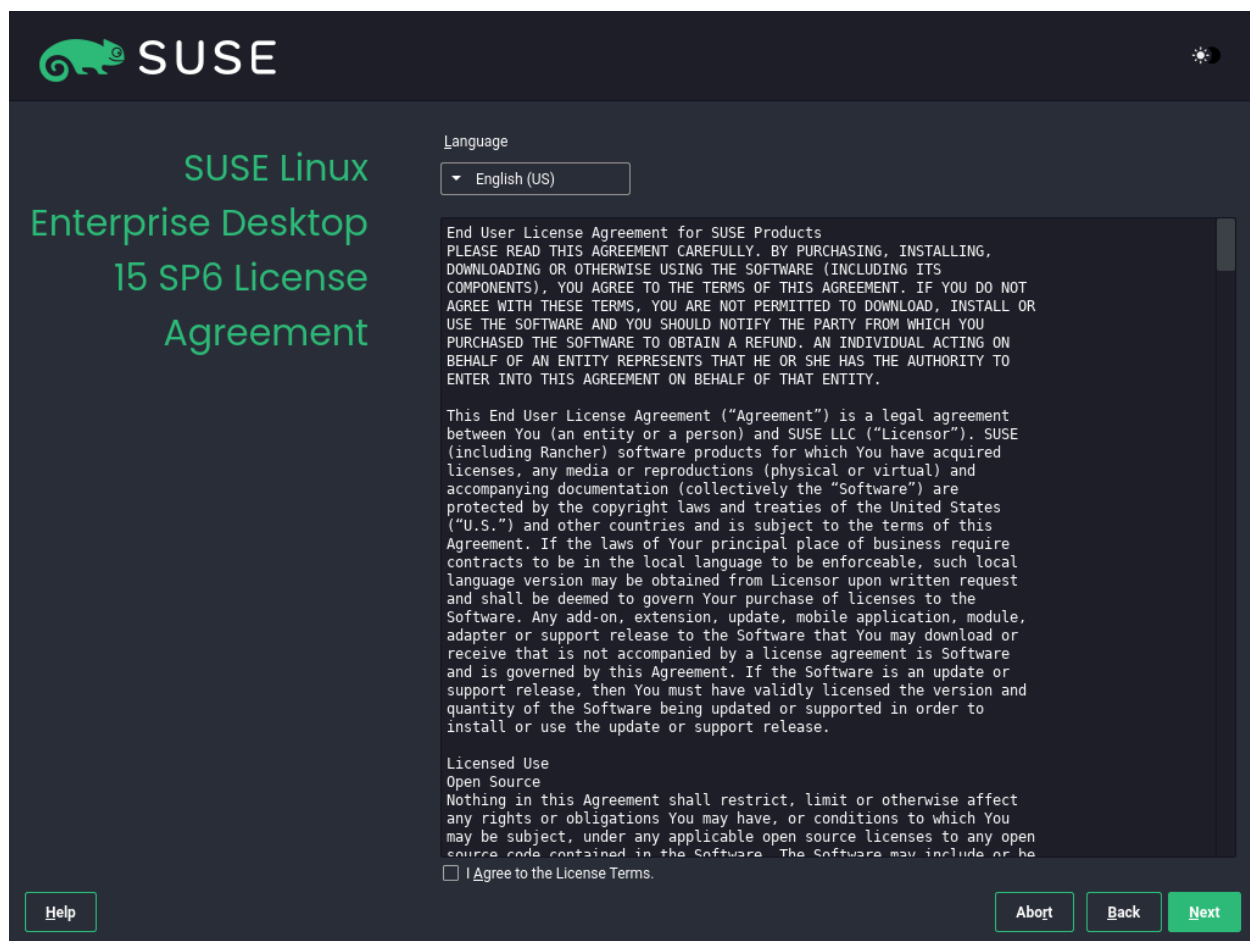 SUSE
SUSE Linux
Enterprise Desktop
15 SP6 License
Agreement
Language
English (US)
End User License Agreement for SUSE Products
PLEASE READ THIS AGREEMENT CAREFULLY. BY PURCHASING, INSTALLING,
DOWNLOADING OR OTHERWISE USING THE SOFTWARE (INCLUDING ITS
COMPONENTS), YOU AGREE TO THE TERMS OF THIS AGREEMENT. IF YOU DO NOT
AGREE WITH THESE TERMS, YOU ARE NOT PERMITTED TO DOWNLOAD, INSTALL OR
USE THE SOFTWARE AND YOU SHOULD NOTIFY THE PARTY FROM WHICH YOU
PURCHASED THE SOFTWARE TO OBTAIN A REFUND. AN INDIVIDUAL ACTING ON
BEHALF OF AN ENTITY REPRESENTS THAT HE OR SHE HAS THE AUTHORITY TO
ENTER INTO THIS AGREEMENT ON BEHALF OF THAT ENTITY.
This End User License Agreement (“Agreement”) is a legal agreement
between You (an entity or a person) and SUSE LLC (“Licensor”). SUSE
(including Rancher) software products for which You have acquired
licenses, any media or reproductions (physical or virtual) and
accompanying documentation (collectively the “Software”) are
protected by the copyright laws and treaties of the United States
(“U.S.”) and other countries and is subject to the terms of this
Agreement. If the laws of Your principal place of business require
contracts to be in the local language to be enforceable, such local
language version may be obtained from Licensor upon written request
and shall be deemed to govern Your purchase of licenses to the
Software. Any add-on, extension, update, mobile application, module,
adapter or support release to the Software that You may download or
receive that is not accompanied by a license agreement is Software
and is governed by this Agreement. If the Software is an update or
support release, then You must have validly licensed the version and
quantity of the Software being updated or supported in order to
install or use the update or support release.
Licensed Use
Open Source
Nothing in this Agreement shall restrict, limit or otherwise affect
any rights or obligations You may have, or conditions to which You
may be subject, under any applicable open source licenses to any open
source code contained in the Software. The Software may include or be
I Agree to the License Terms.
Help
Abort
Back
Next